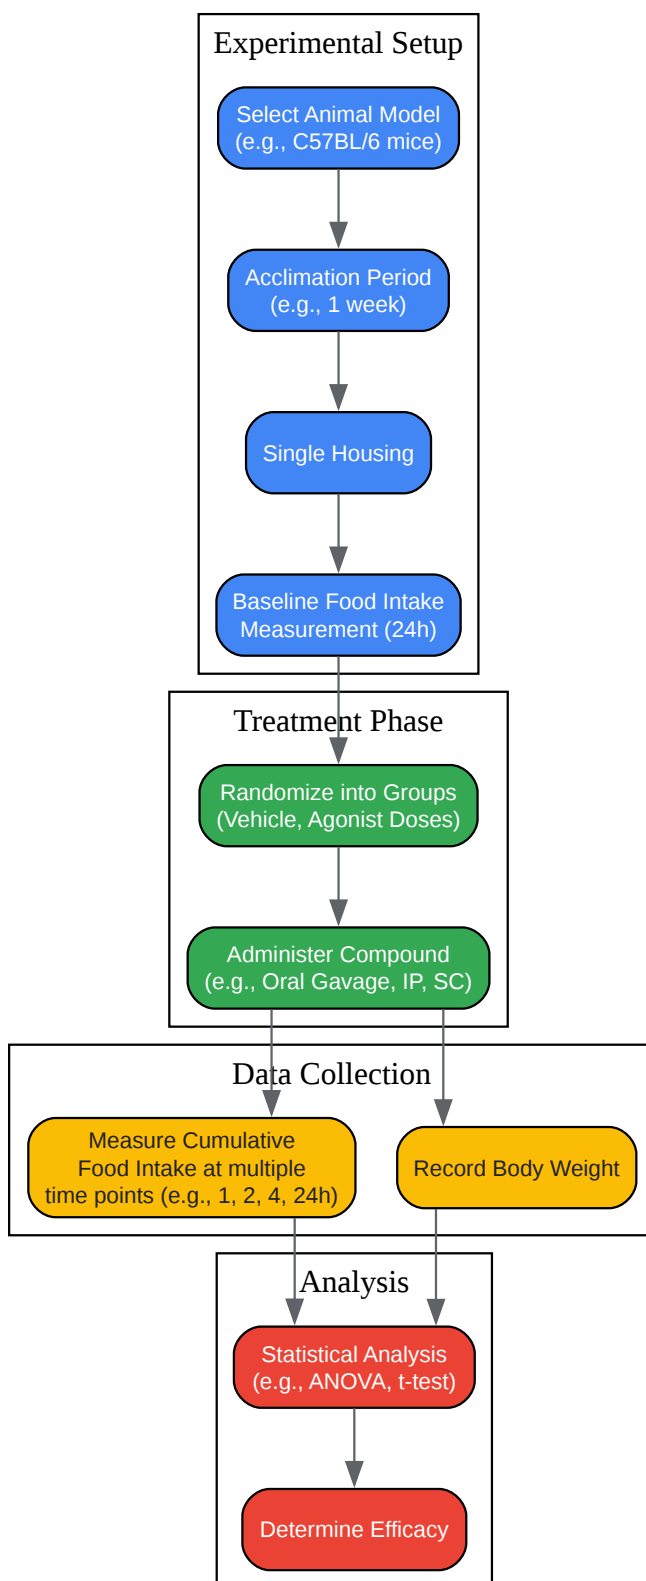 Experimental Setup
Select Animal Model
(e.g., C57BL/6 mice)
Acclimation Period
(e.g., 1 week)
Single Housing
Baseline Food Intake
Measurement (24h)
Treatment Phase
Randomize into Groups
(Vehicle, Agonist Doses)
Administer Compound
(e.g., Oral Gavage, IP, SC)
Data Collection
Measure Cumulative
Food Intake at multiple
time points (e.g., 1, 2, 4, 24h)
Record Body Weight
Analysis
Statistical Analysis
(e.g., ANOVA, t-test)
Determine Efficacy